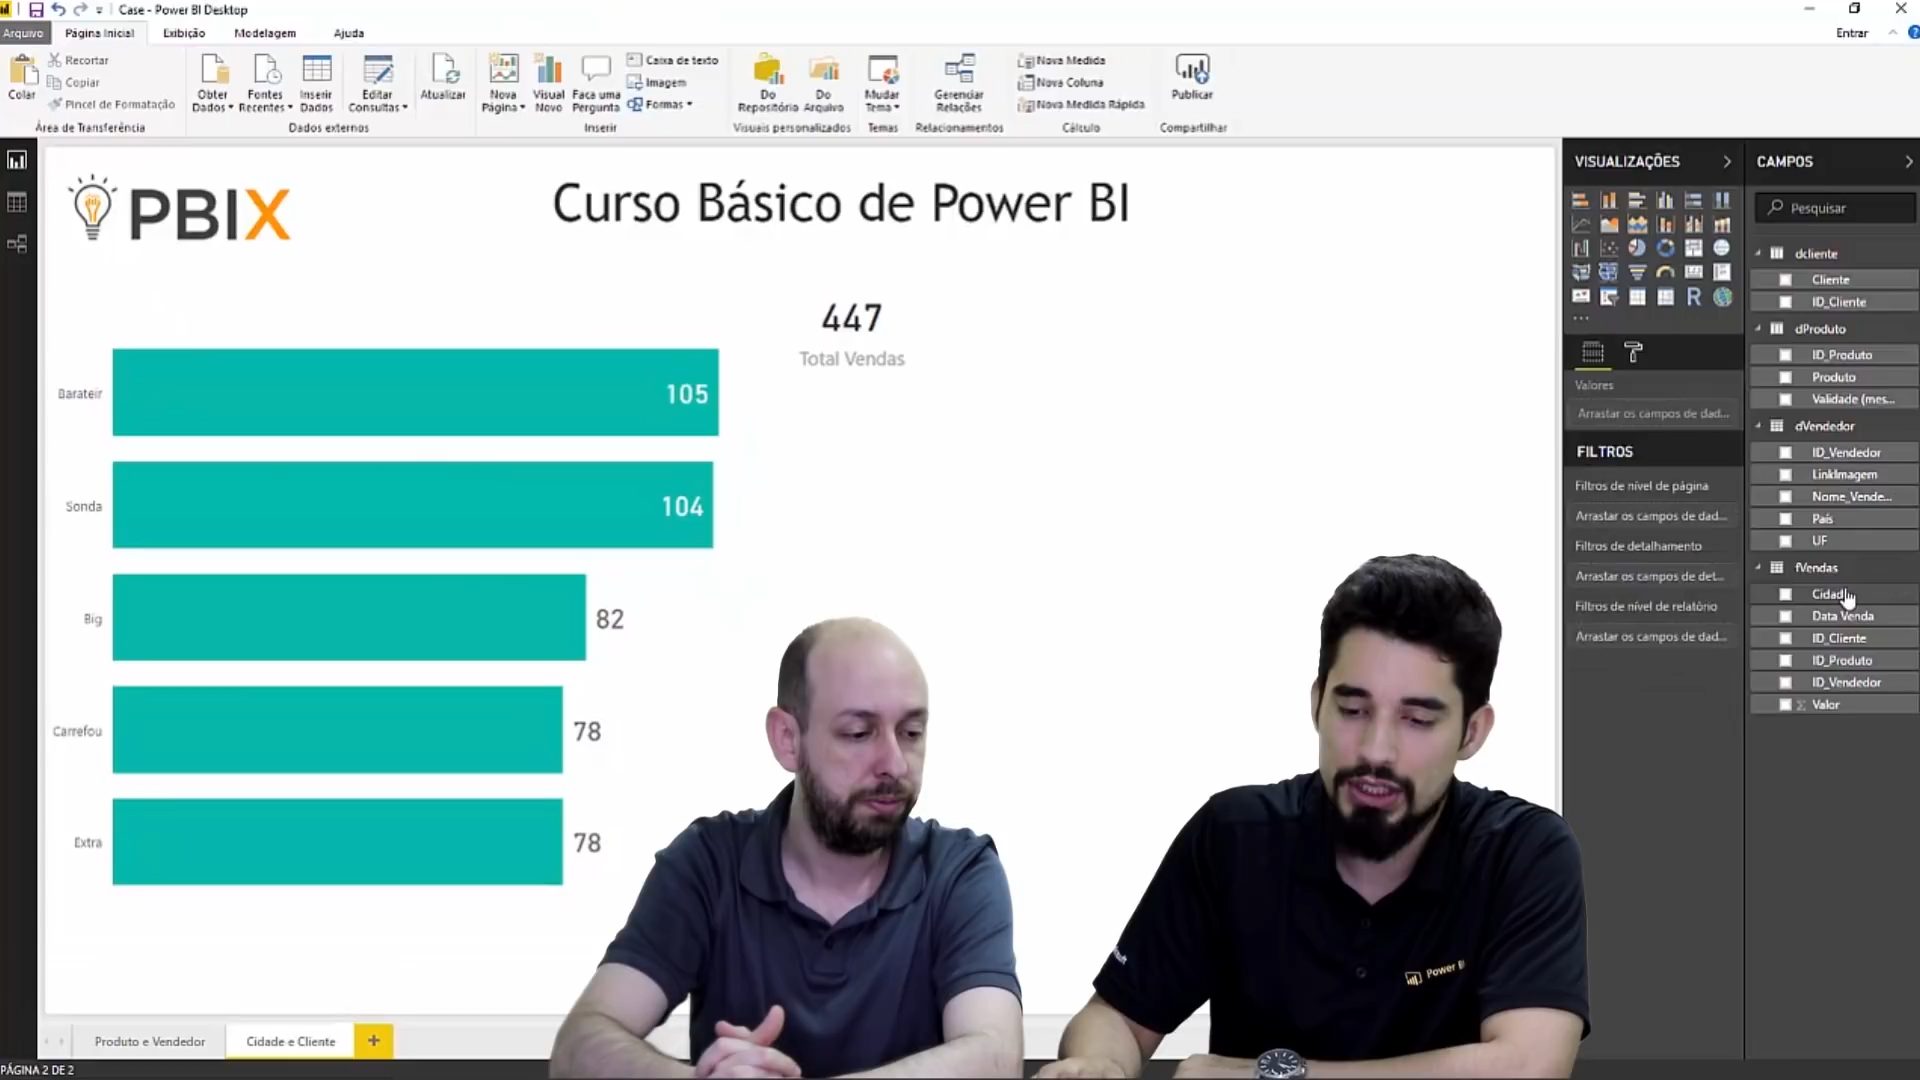 Case - Power BI Desktop
Arquivo
Página Inicial
Exibição
Modelagem
Ajuda
Entrar
Colar
Recortar
Copiar
Pincel de Formatação
Área de Transferência
Obter Dados
Fontes Recentes
Inserir Dados
Editar Consultas
Dados externos
Atualizar
Nova Página
Visual Novo
Faça uma Pergunta
Caixa de texto
Imagem
Formas
Inserir
Do Repositório
Do Arquivo
Visuais personalizados
Mudar Tema
Temas
Gerenciar Relações
Relacionamentos
Nova Medida
Nova Coluna
Nova Medida Rápida
Cálculo
Publicar
Compartilhar
PBIX
Curso Básico de Power BI
447
Total Vendas
Barateir
105
Sonda
104
Big
82
Carrefou
78
Extra
78
Power BI
Produto e Vendedor
Cidade e Cliente
PÁGINA 2 DE 2
VISUALIZAÇÕES
R
Valores
Arrastar os campos de dad...
FILTROS
Filtros de nível de página
Arrastar os campos de dad...
Filtros de detalhamento
Arrastar os campos de det...
Filtros de nível de relatório
Arrastar os campos de dad...
CAMPOS
Pesquisar
dcliente
Cliente
ID_Cliente
dProduto
ID_Produto
Produto
Validade (mes...
dVendedor
ID_Vendedor
LinkImagem
Nome_Vende...
País
UF
fVendas
Data Venda
ID_Cliente
ID_Produto
ID_Vendedor
Σ Valor